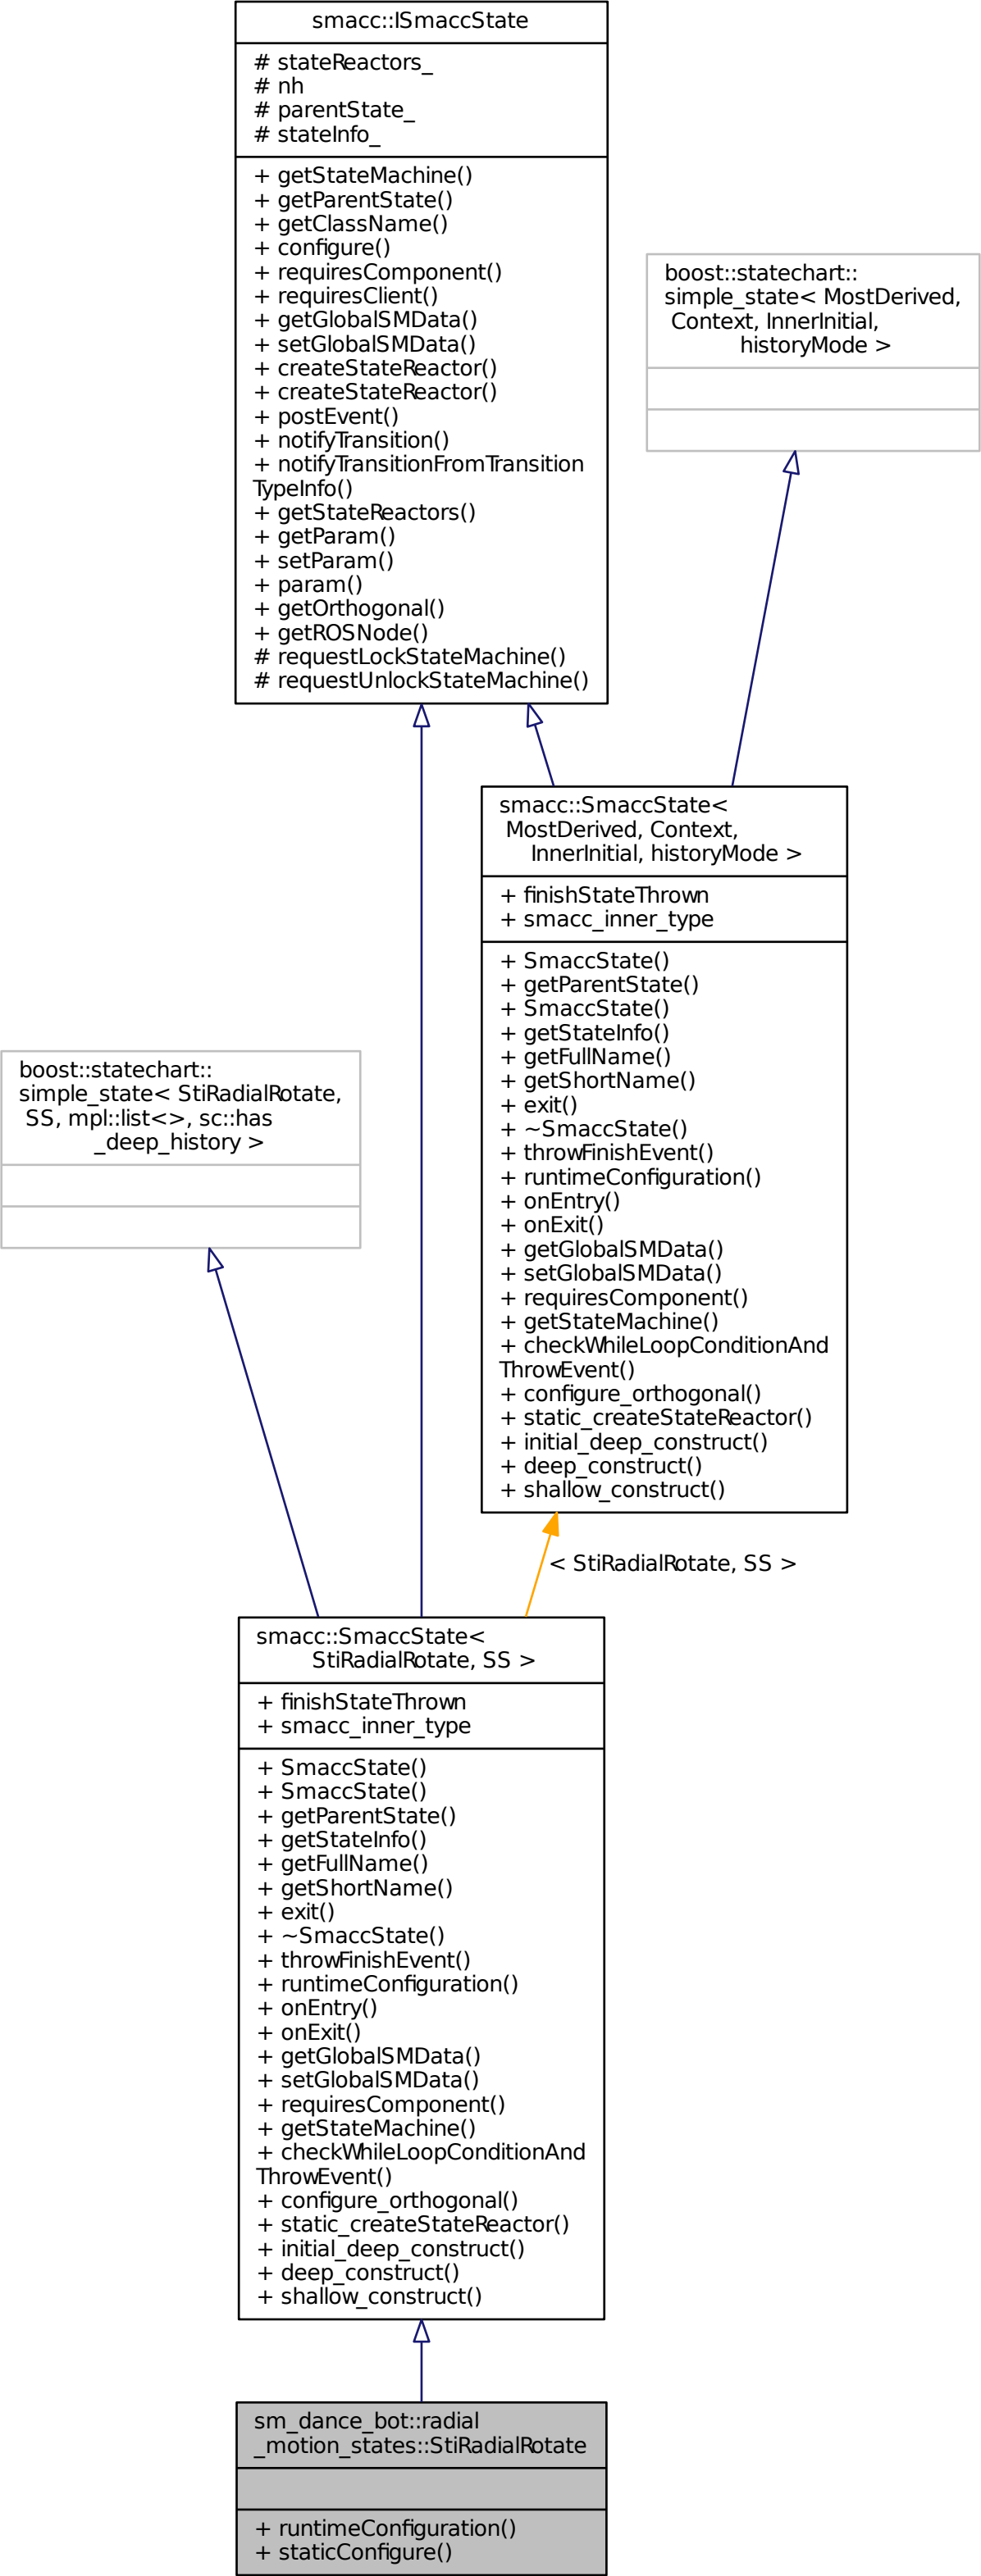 smacc::ISmaccState
# stateReactors_
# nh
# parentState_
# stateInfo_
+ getStateMachine()
+ getParentState()
+ getClassName()
+ configure()
+ requiresComponent()
+ requiresClient()
+ getGlobalSMData()
+ setGlobalSMData()
+ createStateReactor()
+ createStateReactor()
+ postEvent()
+ notifyTransition()
+ notifyTransitionFromTransition
TypeInfo()
+ getStateReactors()
+ getParam()
+ setParam()
+ param()
+ getOrthogonal()
+ getROSNode()
# requestLockStateMachine()
# requestUnlockStateMachine()
boost::statechart::
simple_state< MostDerived,
Context, InnerInitial,
historyMode >
smacc::SmaccState<
MostDerived, Context,
InnerInitial, historyMode >
+ finishStateThrown
+ smacc_inner_type
+ SmaccState()
+ getParentState()
+ SmaccState()
+ getStateInfo()
+ getFullName()
+ getShortName()
+ exit()
+ ~SmaccState()
+ throwFinishEvent()
+ runtimeConfiguration()
+ onEntry()
+ onExit()
+ getGlobalSMData()
+ setGlobalSMData()
+ requiresComponent()
+ getStateMachine()
+ checkWhileLoopConditionAnd
ThrowEvent()
+ configure_orthogonal()
+ static_createStateReactor()
+ initial_deep_construct()
+ deep_construct()
+ shallow_construct()
boost::statechart::
simple_state< StiRadialRotate,
SS, mpl::list<>, sc::has
_deep_history >
< StiRadialRotate, SS >
smacc::SmaccState<
StiRadialRotate, SS >
+ finishStateThrown
+ smacc_inner_type
+ SmaccState()
+ SmaccState()
+ getParentState()
+ getStateInfo()
+ getFullName()
+ getShortName()
+ exit()
+ ~SmaccState()
+ throwFinishEvent()
+ runtimeConfiguration()
+ onEntry()
+ onExit()
+ getGlobalSMData()
+ setGlobalSMData()
+ requiresComponent()
+ getStateMachine()
+ checkWhileLoopConditionAnd
ThrowEvent()
+ configure_orthogonal()
+ static_createStateReactor()
+ initial_deep_construct()
+ deep_construct()
+ shallow_construct()
sm_dance_bot::radial
_motion_states::StiRadialRotate
+ runtimeConfiguration()
+ staticConfigure()